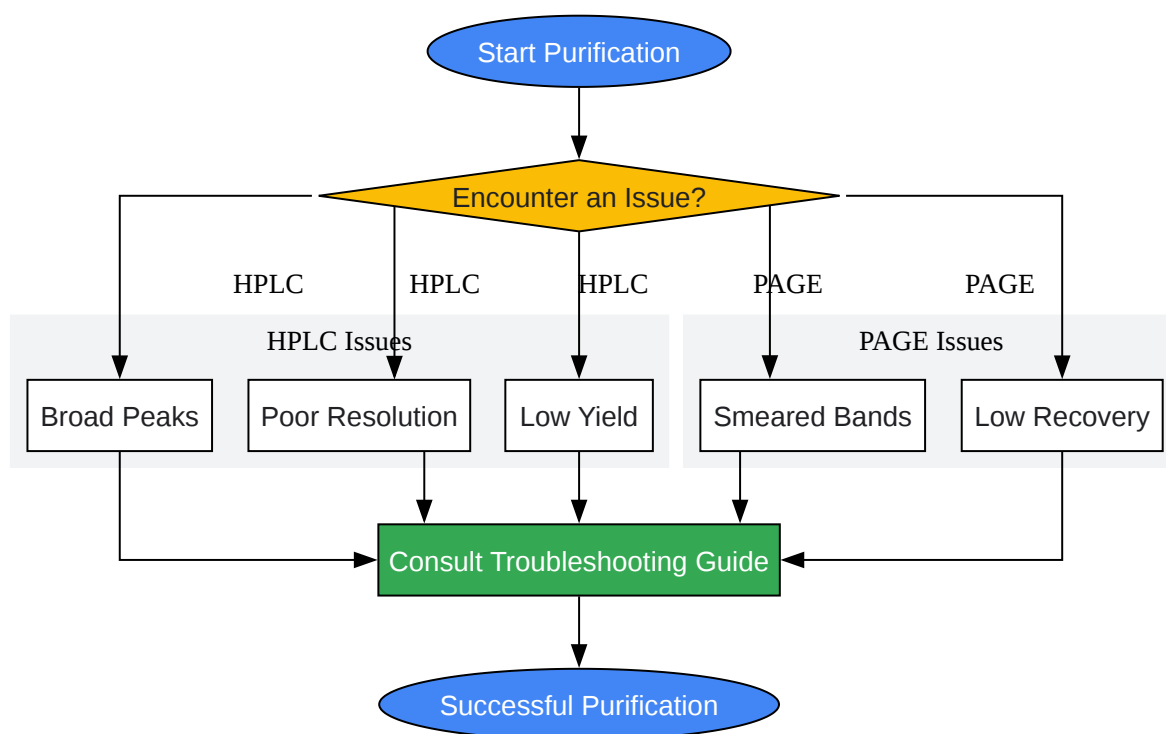 Start Purification
Encounter an Issue?
HPLC
HPLC
HPLC
PAGE
PAGE
HPLC Issues
PAGE Issues
Broad Peaks
Poor Resolution
Low Yield
Smeared Bands
Low Recovery
Consult Troubleshooting Guide
Successful Purification